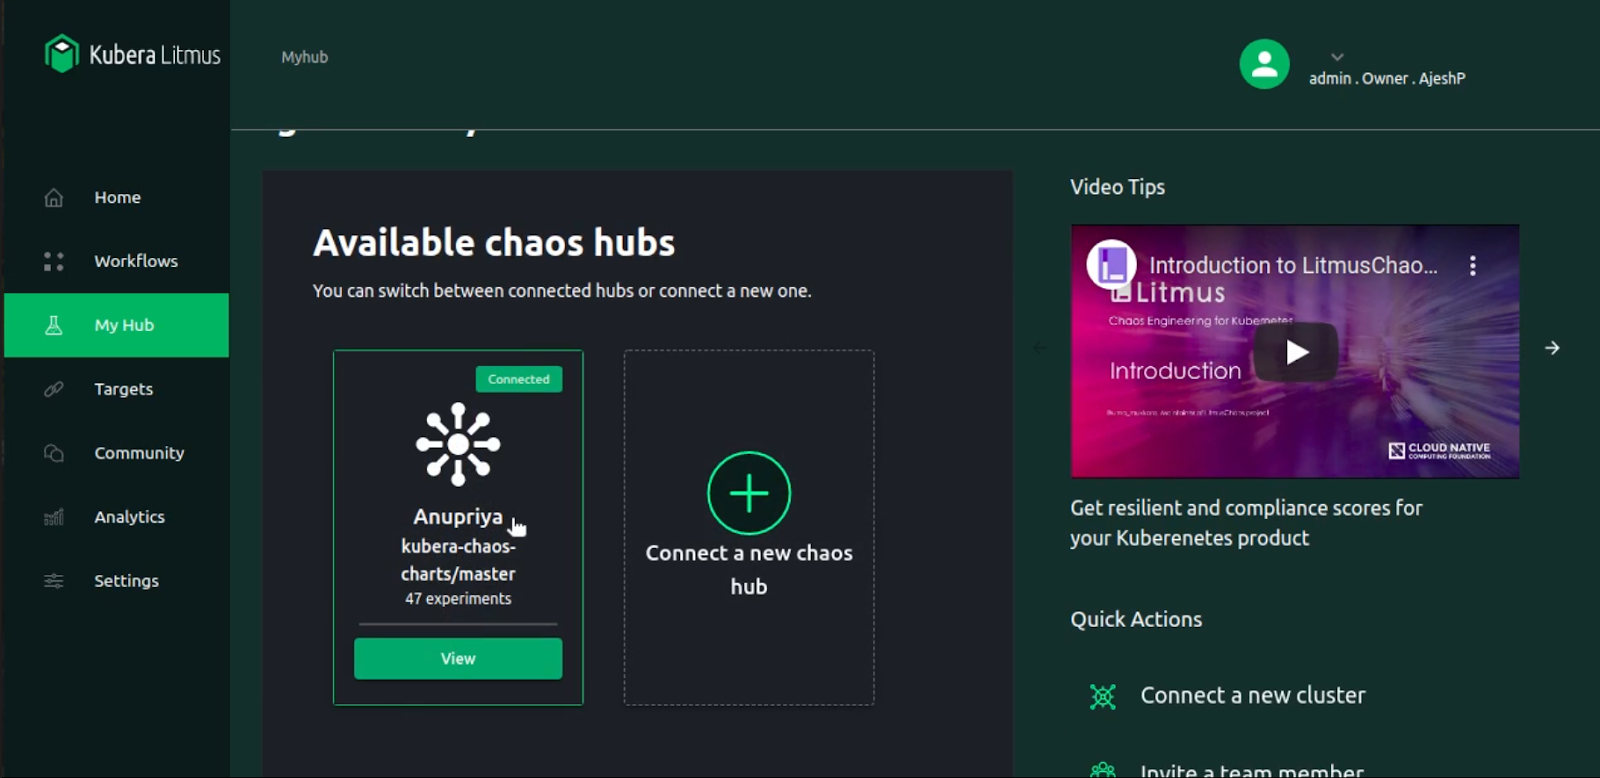 Kubera Litmus
Myhub
admin . Owner . AjeshP
Home
Workflows
My Hub
Targets
Community
Analytics
Settings
Available chaos hubs
You can switch between connected hubs or connect a new one.
Connected
Anupriya
kubera-chaos-
charts/master
47 experiments
View
Connect a new chaos
hub
Video Tips
Introduction to LitmusChao...
Litmus
Chaos Engineering for Kubernetes
Introduction
CLOUD NATIVE
COMPUTING FOUNDATION
Get resilient and compliance scores for
your Kuberenetes product
Quick Actions
Connect a new cluster
Invite a team member